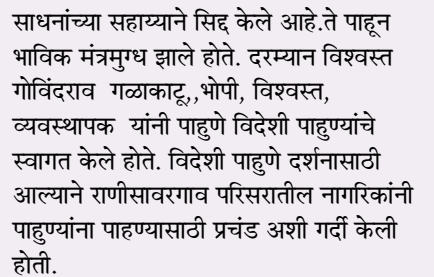 साधनांच्या सहाय्याने सिद्द केले आहे.ते पाहून
भाविक मंत्रमुग्ध झाले होते. दरम्यान विश्वस्त
गोविंदराव  गळाकाटू,,भोपी, विश्वस्त,
व्यवस्थापक  यांनी पाहुणे विदेशी पाहुण्यांचे
स्वागत केले होते. विदेशी पाहुणे दर्शनासाठी
आल्याने राणीसावरगाव परिसरातील नागरिकांनी
पाहुण्यांना पाहण्यासाठी प्रचंड अशी गर्दी केली
होती.